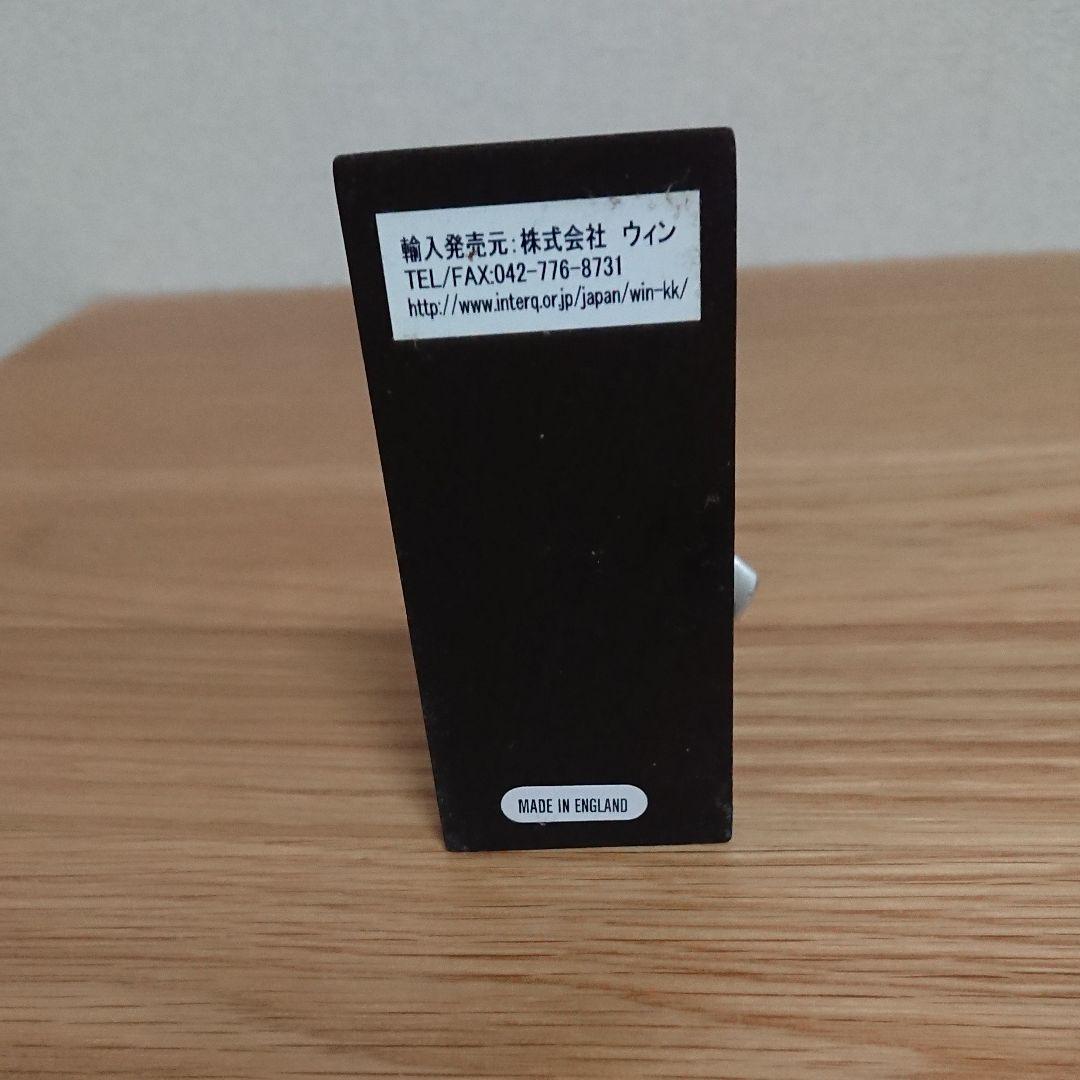 輸入発売元:株式会社 ウィン
TEL/FAX:042-776-8731
http://www.interq.or.jp/japan/win-kk/
MADE IN ENGLAND